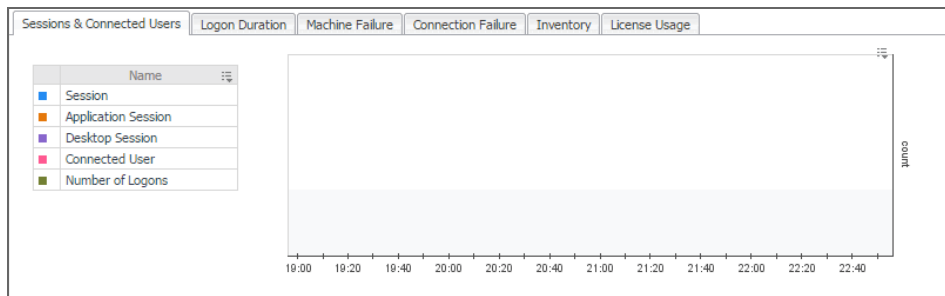 Sessions & Connected Users Logon Duration Machine Failure Connection Failure Inventory License Usage
Name
Session
Application Session
Desktop Session
Connected User
Number of Logons
count
19:00 19:20 19:40 20:00 20:20 20:40 21:00 21:20 21:40 22:00 22:20 22:40